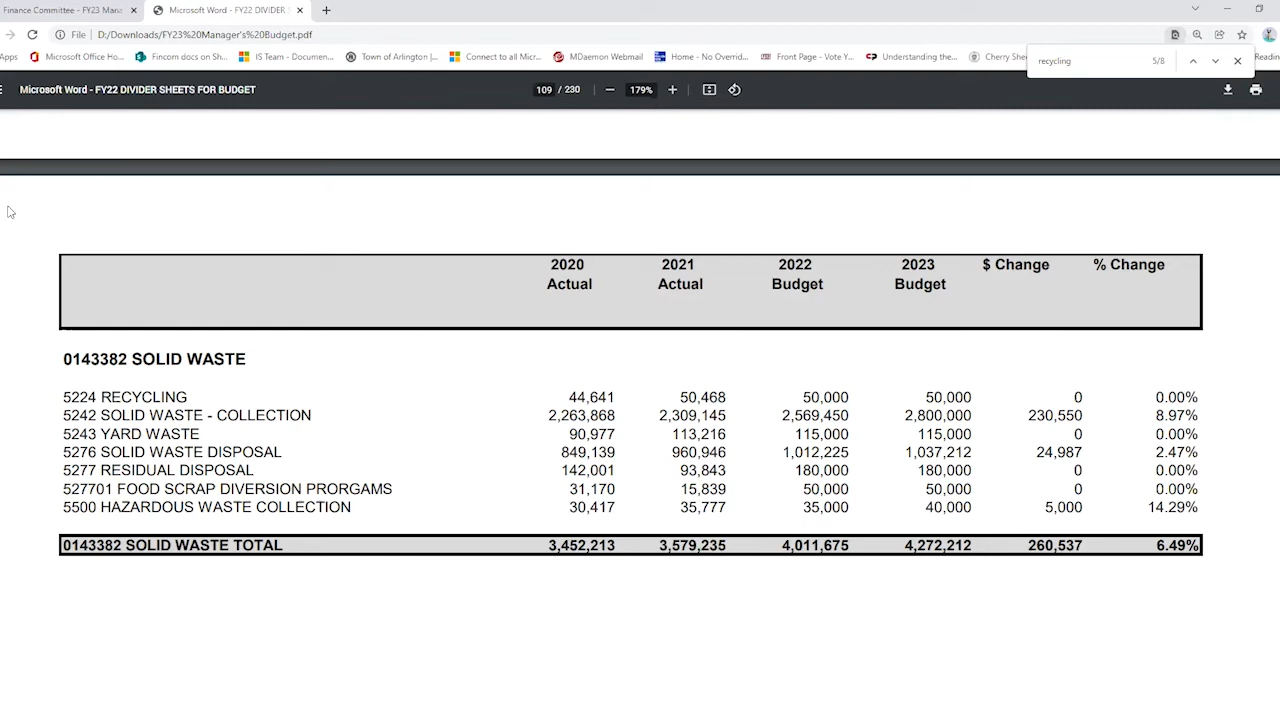 Finance Committee - FY23 Mana
Microsoft Word - FY22 DIVIDER S
File D:/Downloads/FY23%20Manager's%20Budget.pdf
Apps Microsoft Office Ho... Fincom docs on Sh... IS Team - Documen... Town of Arlington |... Connect to all Micr... MDaemon Webmail Home - No Overrid... Front Page - Vote Y... Understanding the... Cherry Shee Readin
recycling 5/8
Microsoft Word - FY22 DIVIDER SHEETS FOR BUDGET 109 / 230 179%
2020 2021 2022 2023 $ Change % Change
Actual Actual Budget Budget
0143382 SOLID WASTE
5224 RECYCLING 44,641 50,468 50,000 50,000 0 0.00%
5242 SOLID WASTE - COLLECTION 2,263,868 2,309,145 2,569,450 2,800,000 230,550 8.97%
5243 YARD WASTE 90,977 113,216 115,000 115,000 0 0.00%
5276 SOLID WASTE DISPOSAL 849,139 960,946 1,012,225 1,037,212 24,987 2.47%
5277 RESIDUAL DISPOSAL 142,001 93,843 180,000 180,000 0 0.00%
527701 FOOD SCRAP DIVERSION PRORGAMS 31,170 15,839 50,000 50,000 0 0.00%
5500 HAZARDOUS WASTE COLLECTION 30,417 35,777 35,000 40,000 5,000 14.29%
0143382 SOLID WASTE TOTAL 3,452,213 3,579,235 4,011,675 4,272,212 260,537 6.49%